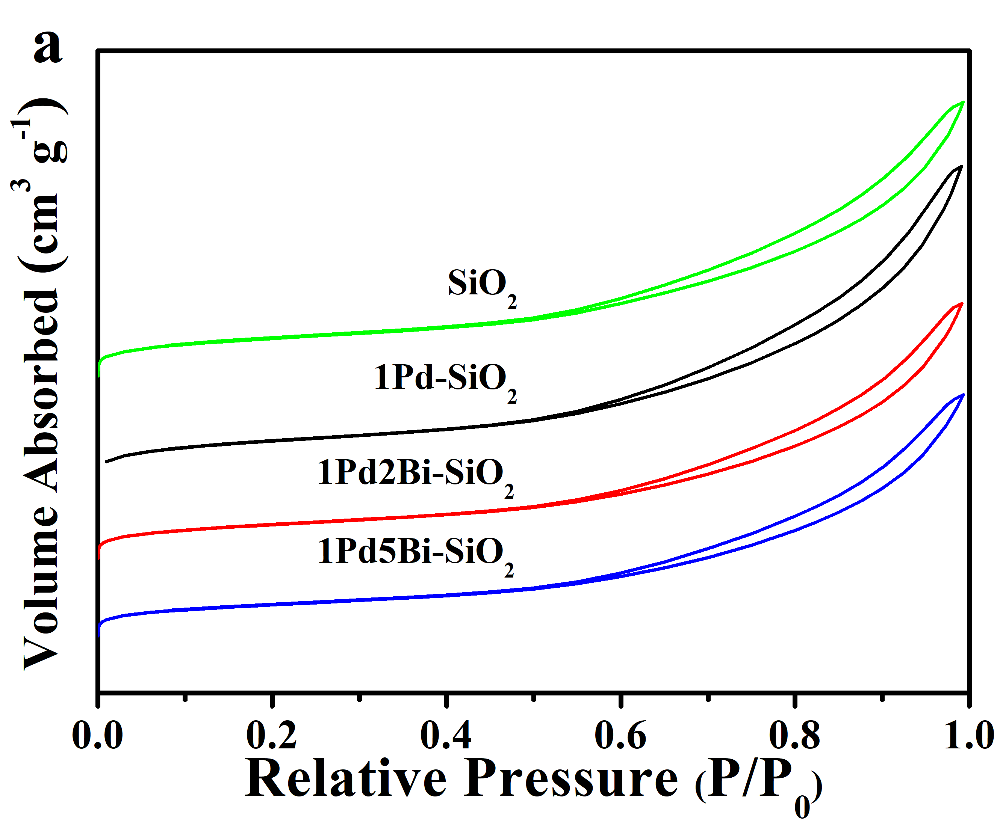 a
Volume Absorbed (cm³ g⁻¹)
SiO₂
1Pd-SiO₂
1Pd2Bi-SiO₂
1Pd5Bi-SiO₂
0.0 0.2 0.4 0.6 0.8 1.0
Relative Pressure (P/P₀)